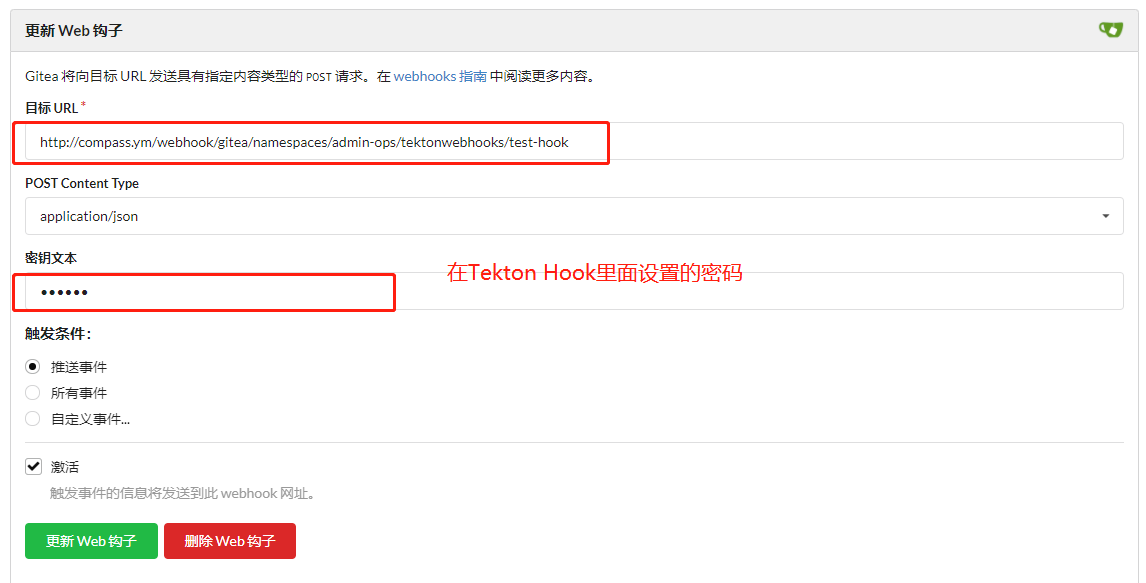 更新 Web 钩子
Gitea 将向目标 URL 发送具有指定内容类型的 POST 请求。在 webhooks 指南 中阅读更多内容。
目标 URL *
http://compass.ym/webhook/gitea/namespaces/admin-ops/tektonwebhooks/test-hook
POST Content Type
application/json
密钥文本
在Tekton Hook里面设置的密码
••••••
触发条件：
推送事件
所有事件
自定义事件...
激活
触发事件的信息将发送到此 webhook 网址。
更新 Web 钩子 删除 Web 钩子